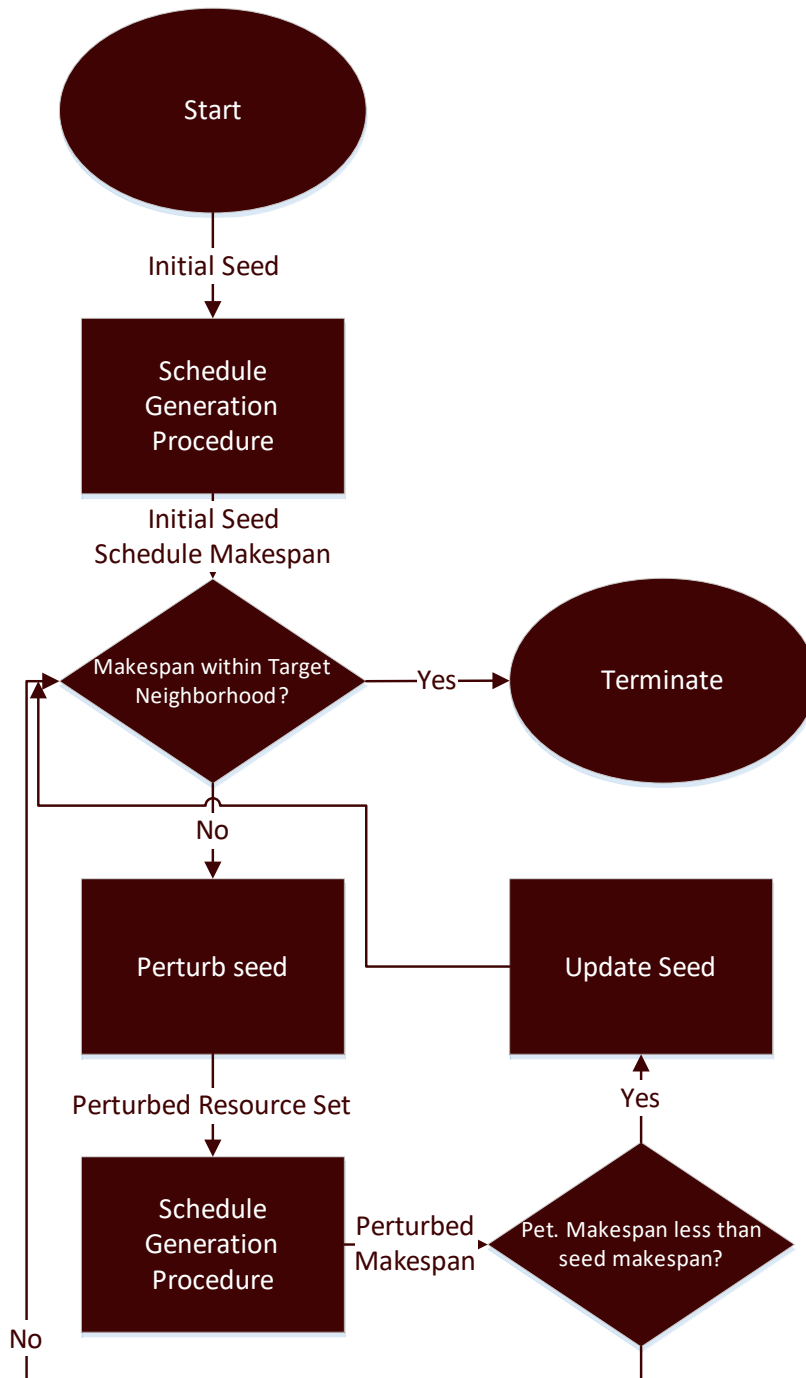 Start
Initial Seed
Schedule
Generation
Procedure
Initial Seed
Schedule Makespan
Makespan within Target
Neighborhood?
Yes
Terminate
No
Perturb seed
Update Seed
Perturbed Resource Set
Yes
Schedule
Generation
Procedure
Perturbed
Makespan
Pet. Makespan less than
seed makespan?
No